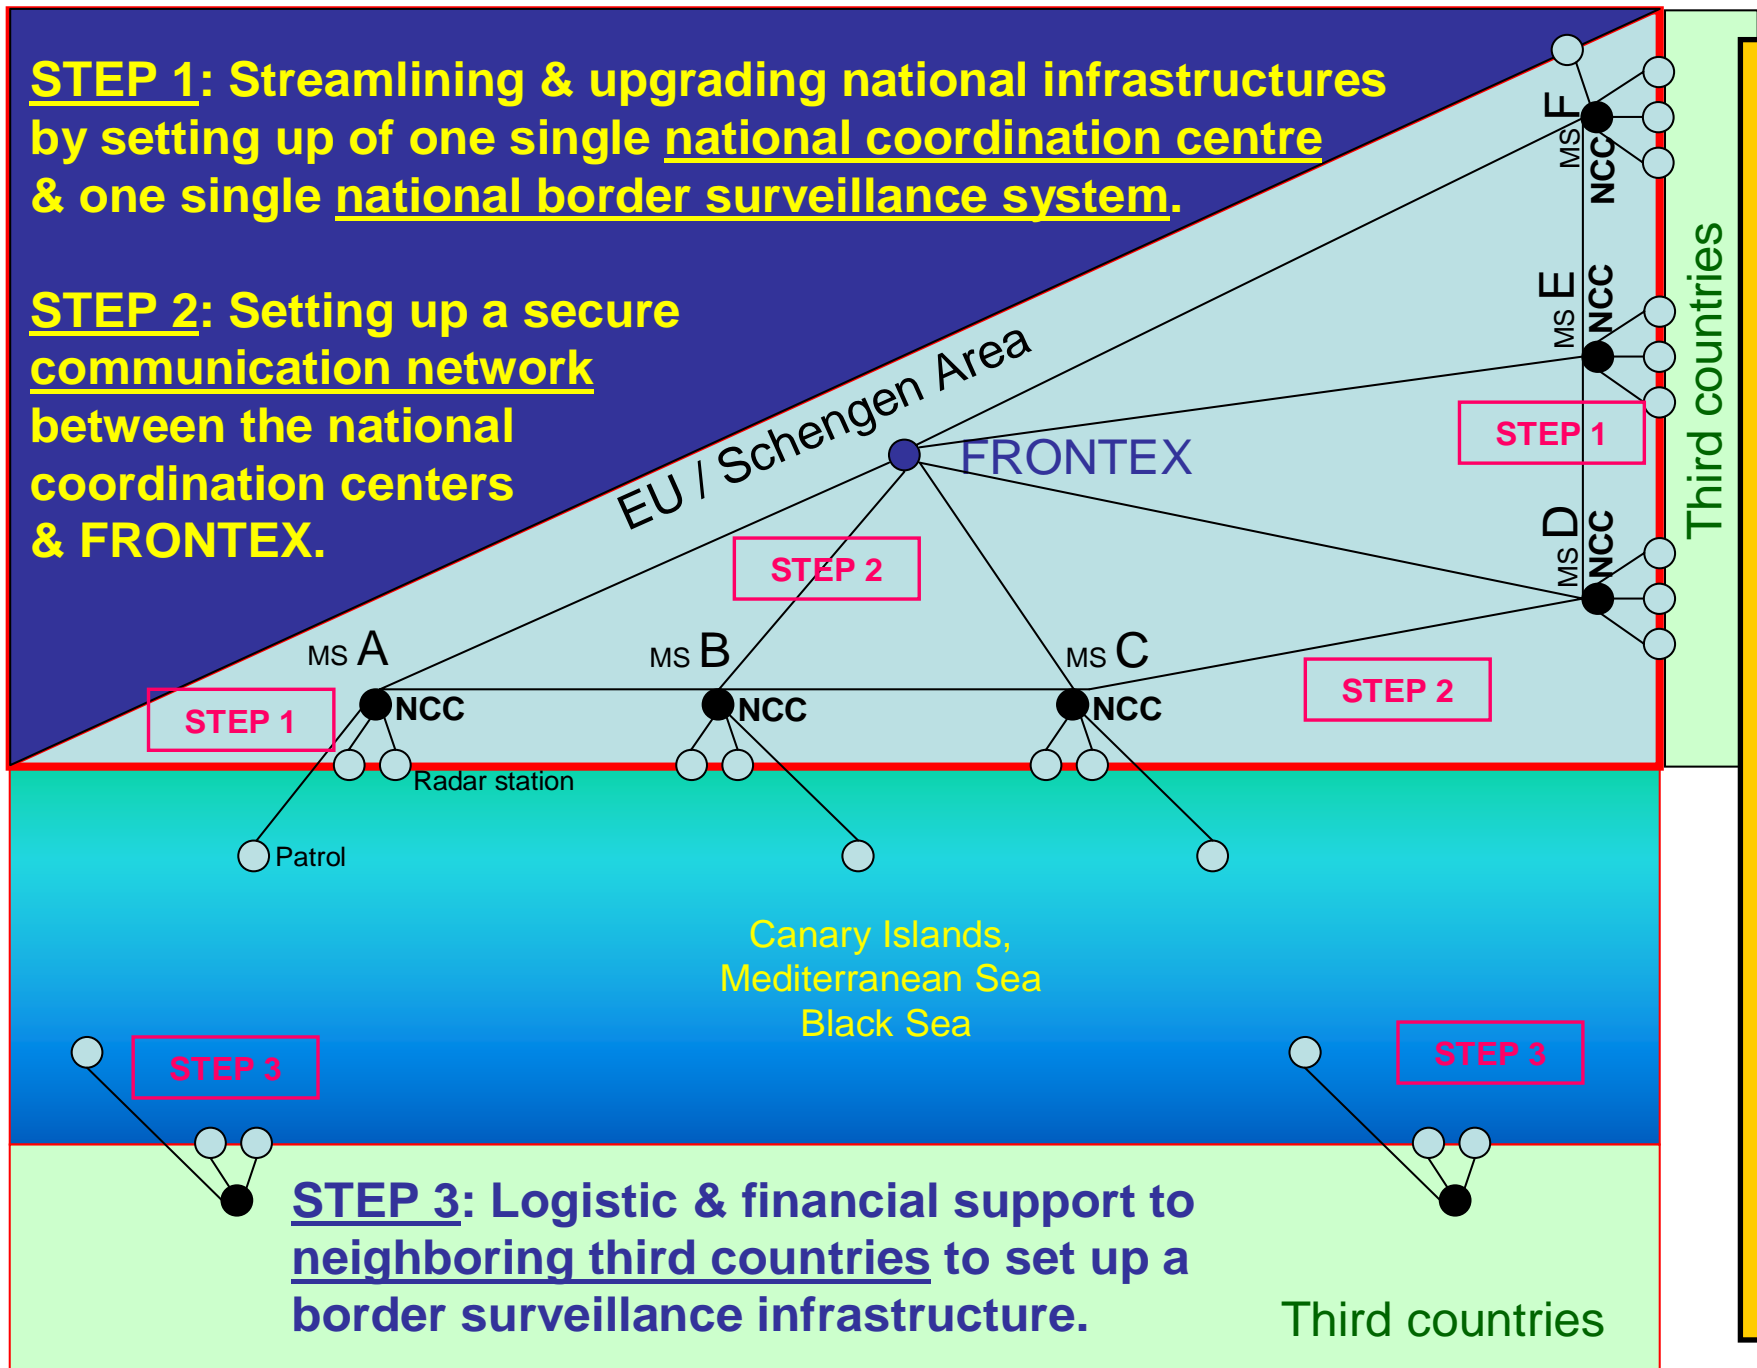 STEP 1: Streamlining & upgrading national infrastructures
by setting up of one single national coordination centre
& one single national border surveillance system.
STEP 2: Setting up a secure
communication network
between the national
coordination centers
& FRONTEX.
EU / Schengen Area
FRONTEX
MS F
NCC
MS E
NCC
STEP 1
MS D
NCC
Third countries
STEP 2
MS A
NCC
MS B
NCC
MS C
NCC
STEP 2
STEP 1
Radar station
Patrol
Canary Islands,
Mediterranean Sea
Black Sea
STEP 3
STEP 3
STEP 3: Logistic & financial support to
neighboring third countries to set up a
border surveillance infrastructure.
Third countries